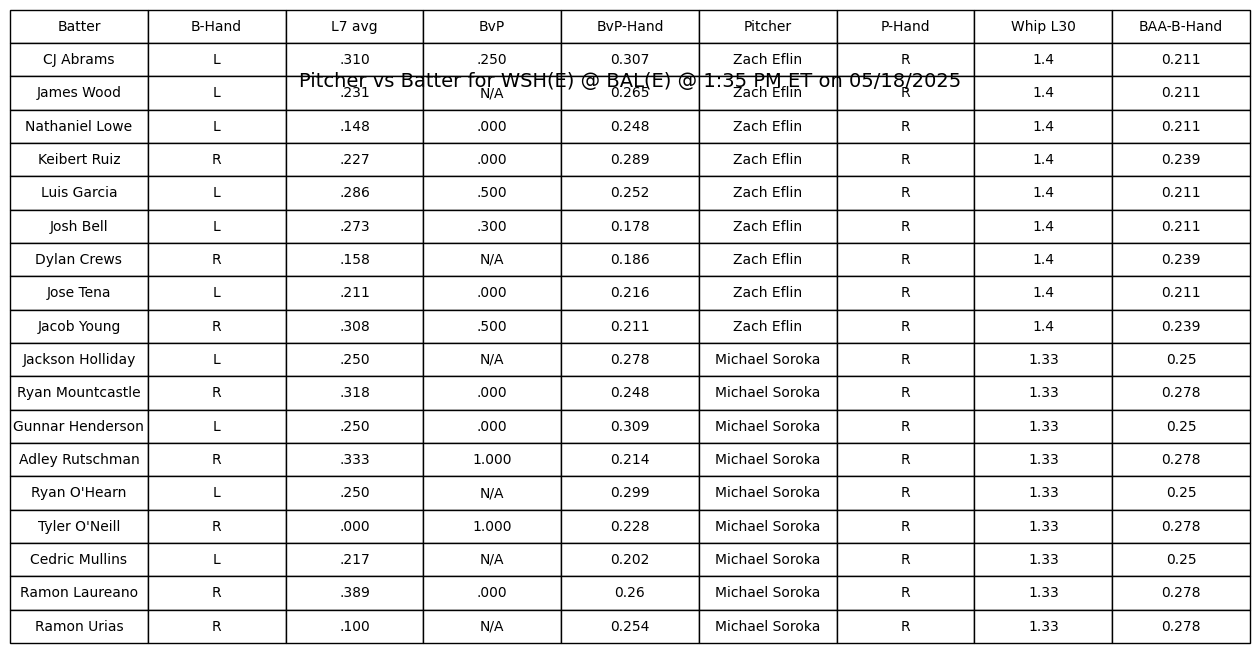 Batter B-Hand L7 avg BvP BvP-Hand Pitcher P-Hand Whip L30 BAA-B-Hand
CJ Abrams L .310 .250 0.307 Zach Eflin R 1.4 0.211
Pitcher vs Batter for WSH(E) @ BAL(E) @ 1:35 PM ET on 05/18/2025
James Wood L .231 N/A 0.265 Zach Eflin R 1.4 0.211
Nathaniel Lowe L .148 .000 0.248 Zach Eflin R 1.4 0.211
Keibert Ruiz R .227 .000 0.289 Zach Eflin R 1.4 0.239
Luis Garcia L .286 .500 0.252 Zach Eflin R 1.4 0.211
Josh Bell L .273 .300 0.178 Zach Eflin R 1.4 0.211
Dylan Crews R .158 N/A 0.186 Zach Eflin R 1.4 0.239
Jose Tena L .211 .000 0.216 Zach Eflin R 1.4 0.211
Jacob Young R .308 .500 0.211 Zach Eflin R 1.4 0.239
Jackson Holliday L .250 N/A 0.278 Michael Soroka R 1.33 0.25
Ryan Mountcastle R .318 .000 0.248 Michael Soroka R 1.33 0.278
Gunnar Henderson L .250 .000 0.309 Michael Soroka R 1.33 0.25
Adley Rutschman R .333 1.000 0.214 Michael Soroka R 1.33 0.278
Ryan O'Hearn L .250 N/A 0.299 Michael Soroka R 1.33 0.25
Tyler O'Neill R .000 1.000 0.228 Michael Soroka R 1.33 0.278
Cedric Mullins L .217 N/A 0.202 Michael Soroka R 1.33 0.25
Ramon Laureano R .389 .000 0.26 Michael Soroka R 1.33 0.278
Ramon Urias R .100 N/A 0.254 Michael Soroka R 1.33 0.278